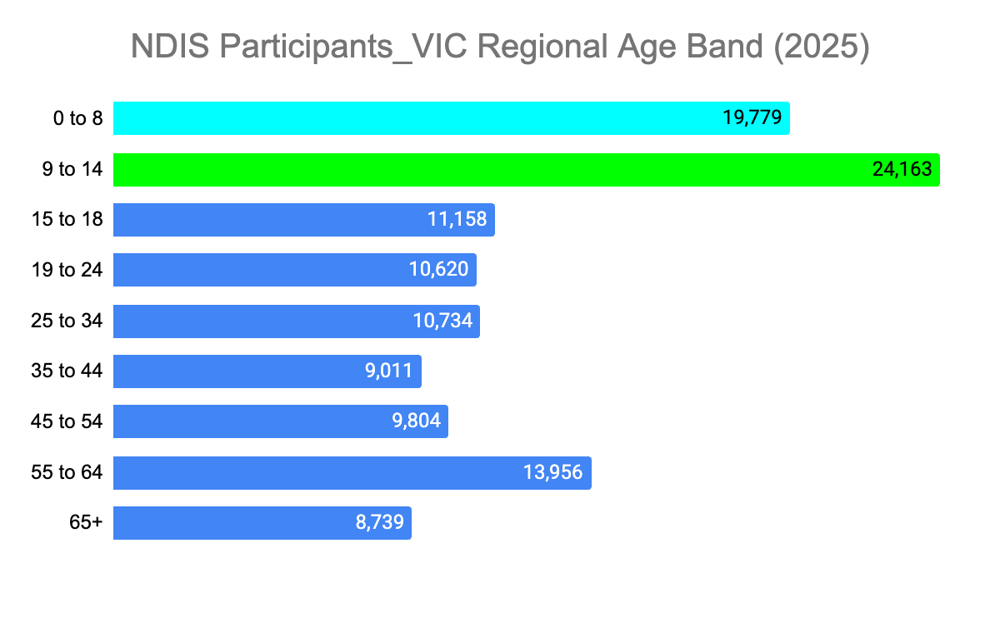 NDIS Participants_VIC Regional Age Band (2025)
0 to 8 19,779
9 to 14 24,163
15 to 18 11,158
19 to 24 10,620
25 to 34 10,734
35 to 44 9,011
45 to 54 9,804
55 to 64 13,956
65+ 8,739